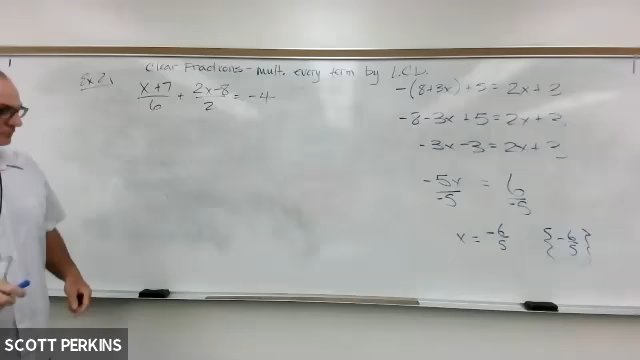 Clear Fractions - mult. every term by LCD.
Ex 2:
x+7/6 + 2x-8/2 = -4
-(8+3x)+5=2x+3
-8-3x+5=2x+3
-3x-3=2x+3
-5x/-5 = 6/-5
x = -6/5 {-6/5}
SCOTT PERKINS